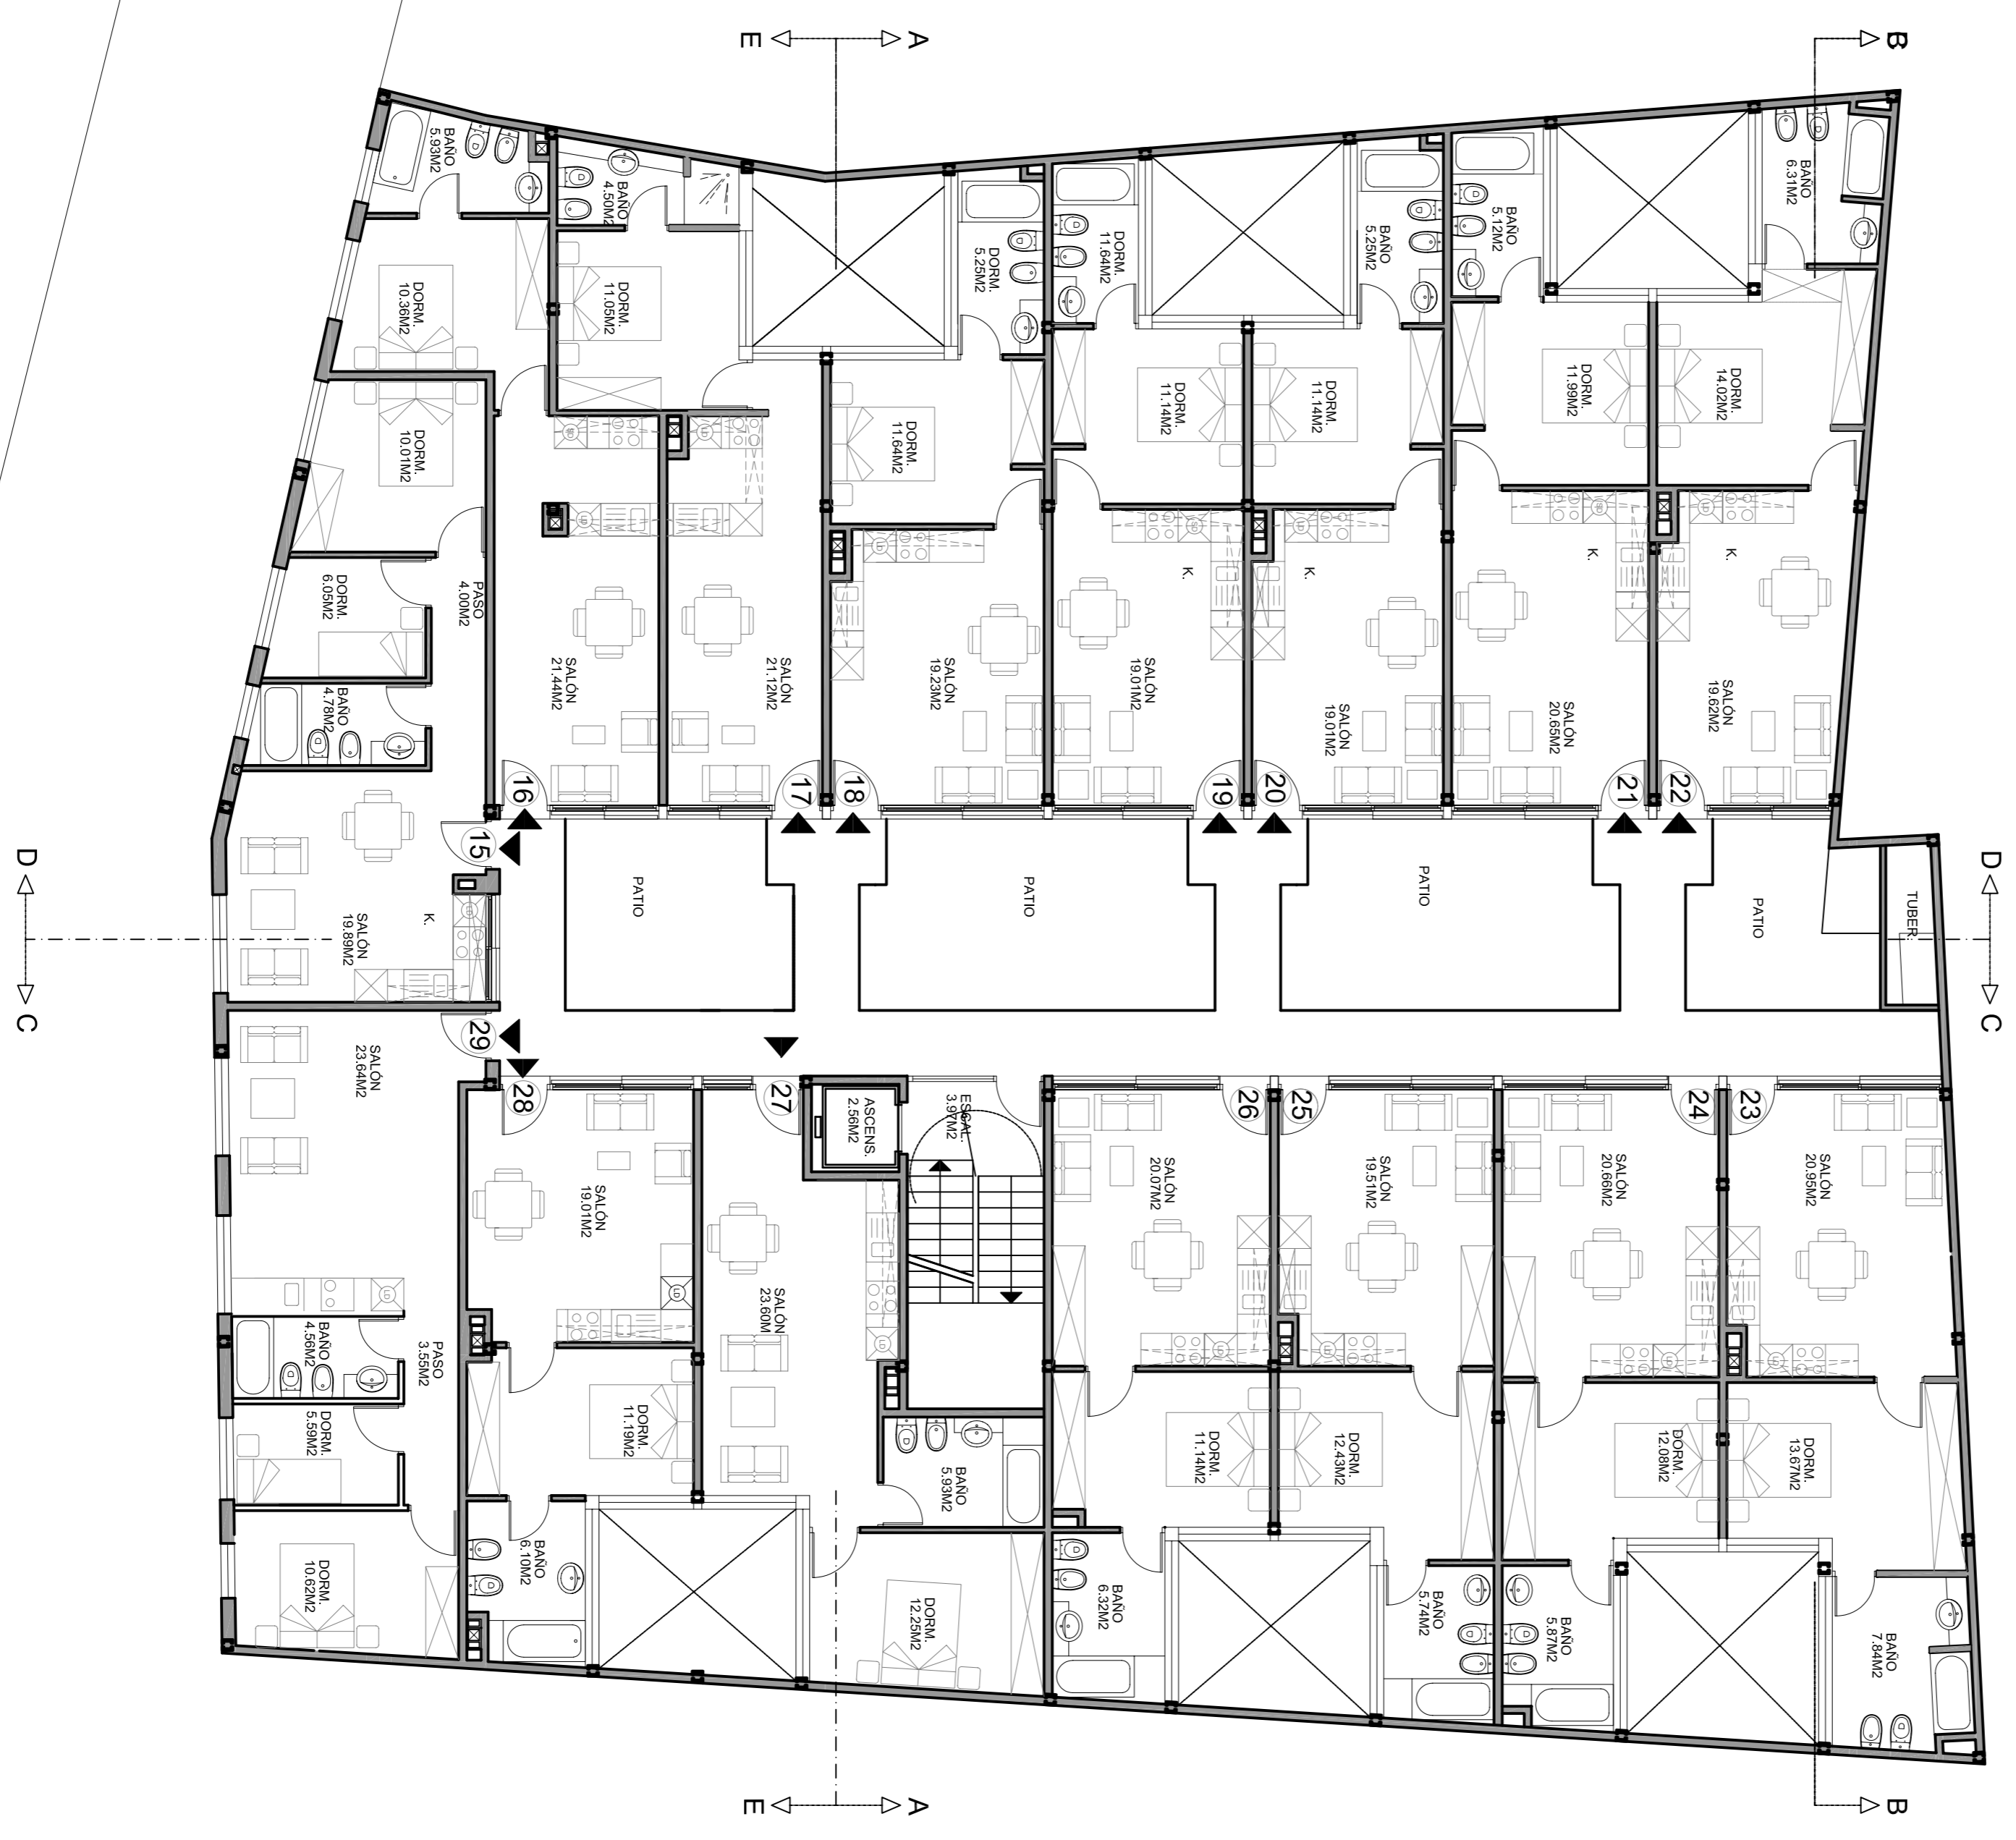 E
A
B
BAÑO
5.93M2
BAÑO
4.50M2
DORM.
5.25M2
DORM.
11.64M2
BAÑO
5.25M2
BAÑO
5.12M2
BAÑO
6.31M2
DORM.
10.36M2
DORM.
11.05M2
DORM.
10.01M2
DORM.
11.64M2
DORM.
11.14M2
DORM.
11.14M2
DORM.
11.99M2
DORM.
14.02M2
DORM.
6.05M2
PASO
4.00M2
K.
K.
K.
K.
BAÑO
4.78M2
SALÓN
21.44M2
SALÓN
21.12M2
SALÓN
19.23M2
SALÓN
19.01M2
SALÓN
19.01M2
SALÓN
20.65M2
SALÓN
19.62M2
16
17
18
19
20
21
22
15
D
D
PATIO
PATIO
PATIO
PATIO
TUBER.
K.
SALÓN
19.89M2
C
C
29
28
27
26
25
24
23
SALÓN
23.64M2
ASCENS.
2.56M2
ESCAL.
3.97M2
SALÓN
19.01M2
SALÓN
23.60M
SALÓN
20.07M2
SALÓN
19.51M2
SALÓN
20.66M2
SALÓN
20.95M2
BAÑO
4.56M2
PASO
3.55M2
DORM.
5.59M2
DORM.
11.19M2
BAÑO
5.93M2
DORM.
11.14M2
DORM.
12.43M2
DORM.
12.08M2
DORM.
13.67M2
DORM.
10.62M2
BAÑO
6.10M2
DORM.
12.25M2
BAÑO
6.32M2
BAÑO
5.74M2
BAÑO
5.87M2
BAÑO
7.84M2
E
A
B